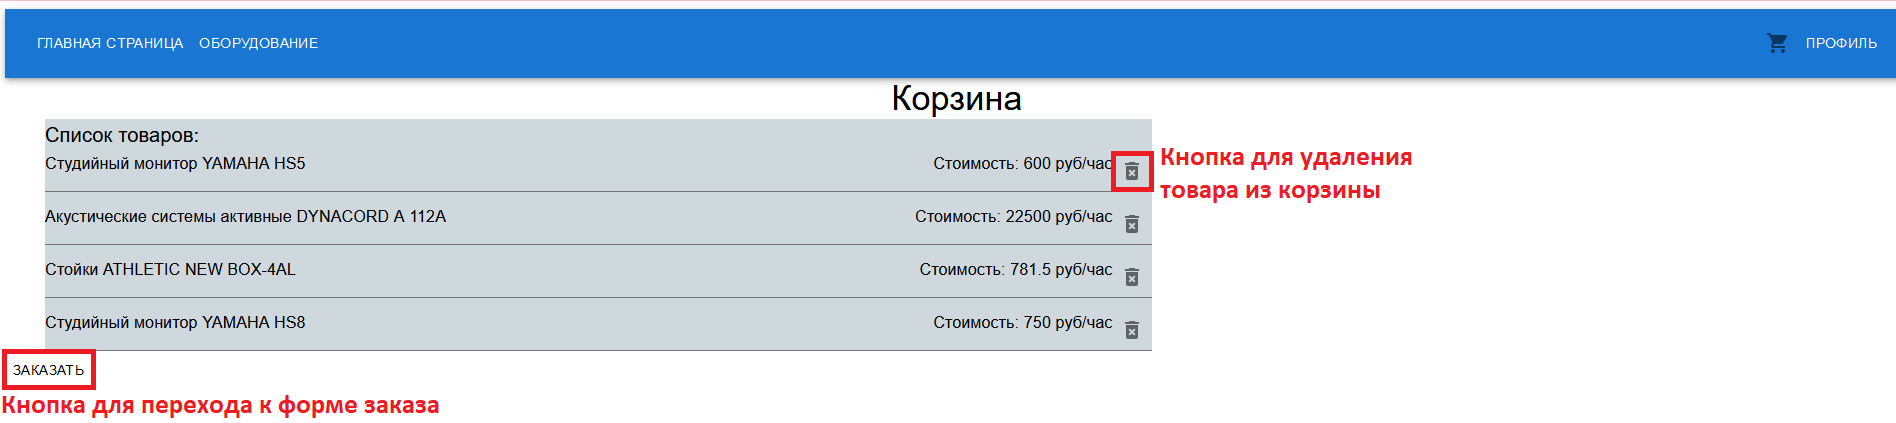 ГЛАВНАЯ СТРАНИЦА ОБОРУДОВАНИЕ ПРОФИЛЬ
Корзина
Список товаров:
Студийный монитор YAMAHA HS5 Стоимость: 600 руб/час
Кнопка для удаления
товара из корзины
Акустические системы активные DYNACORD A 112A Стоимость: 22500 руб/час
Стойки ATHLETIC NEW BOX-4AL Стоимость: 781.5 руб/час
Студийный монитор YAMAHA HS8 Стоимость: 750 руб/час
ЗАКАЗАТЬ
Кнопка для перехода к форме заказа